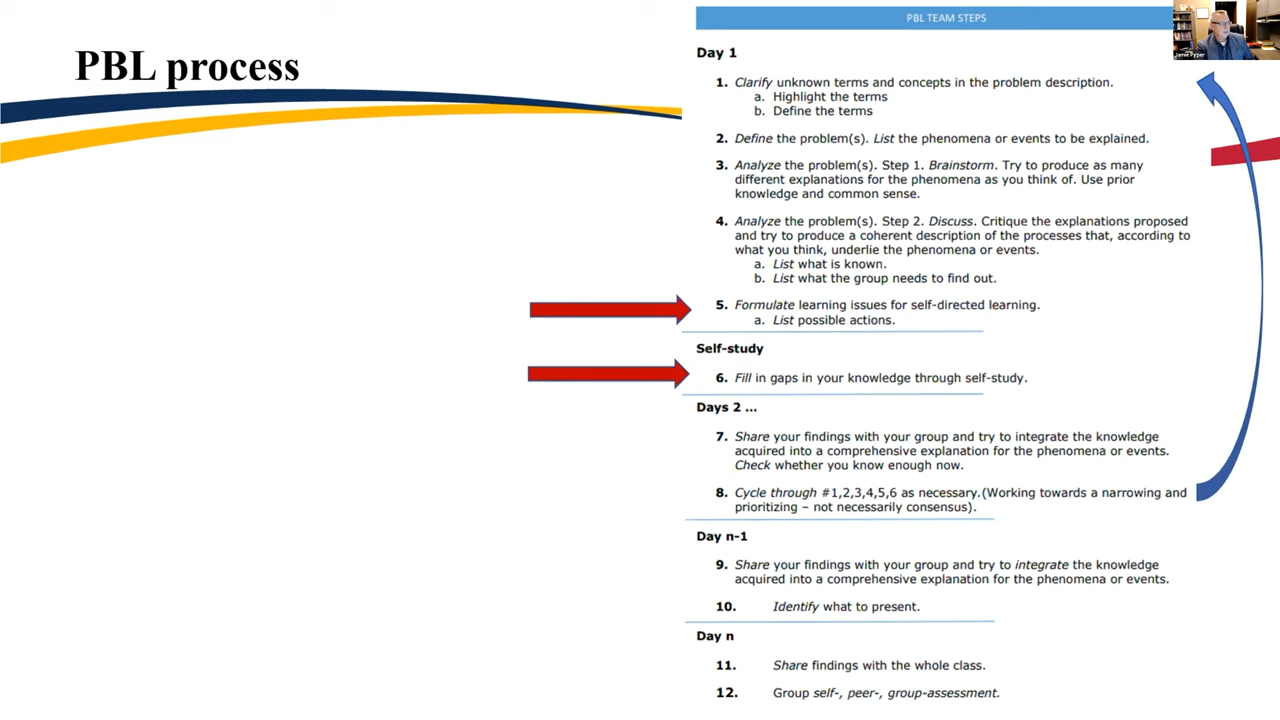 PBL process
PBL TEAM STEPS
Jamie Pyper
Day 1
1. Clarify unknown terms and concepts in the problem description.
a. Highlight the terms
b. Define the terms
2. Define the problem(s). List the phenomena or events to be explained.
3. Analyze the problem(s). Step 1. Brainstorm. Try to produce as many
different explanations for the phenomena as you think of. Use prior
knowledge and common sense.
4. Analyze the problem(s). Step 2. Discuss. Critique the explanations proposed
and try to produce a coherent description of the processes that, according to
what you think, underlie the phenomena or events.
a. List what is known.
b. List what the group needs to find out.
5. Formulate learning issues for self-directed learning.
a. List possible actions.
Self-study
6. Fill in gaps in your knowledge through self-study.
Days 2 ...
7. Share your findings with your group and try to integrate the knowledge
acquired into a comprehensive explanation for the phenomena or events.
Check whether you know enough now.
8. Cycle through #1,2,3,4,5,6 as necessary.(Working towards a narrowing and
prioritizing – not necessarily consensus).
Day n-1
9. Share your findings with your group and try to integrate the knowledge
acquired into a comprehensive explanation for the phenomena or events.
10. Identify what to present.
Day n
11. Share findings with the whole class.
12. Group self-, peer-, group-assessment.